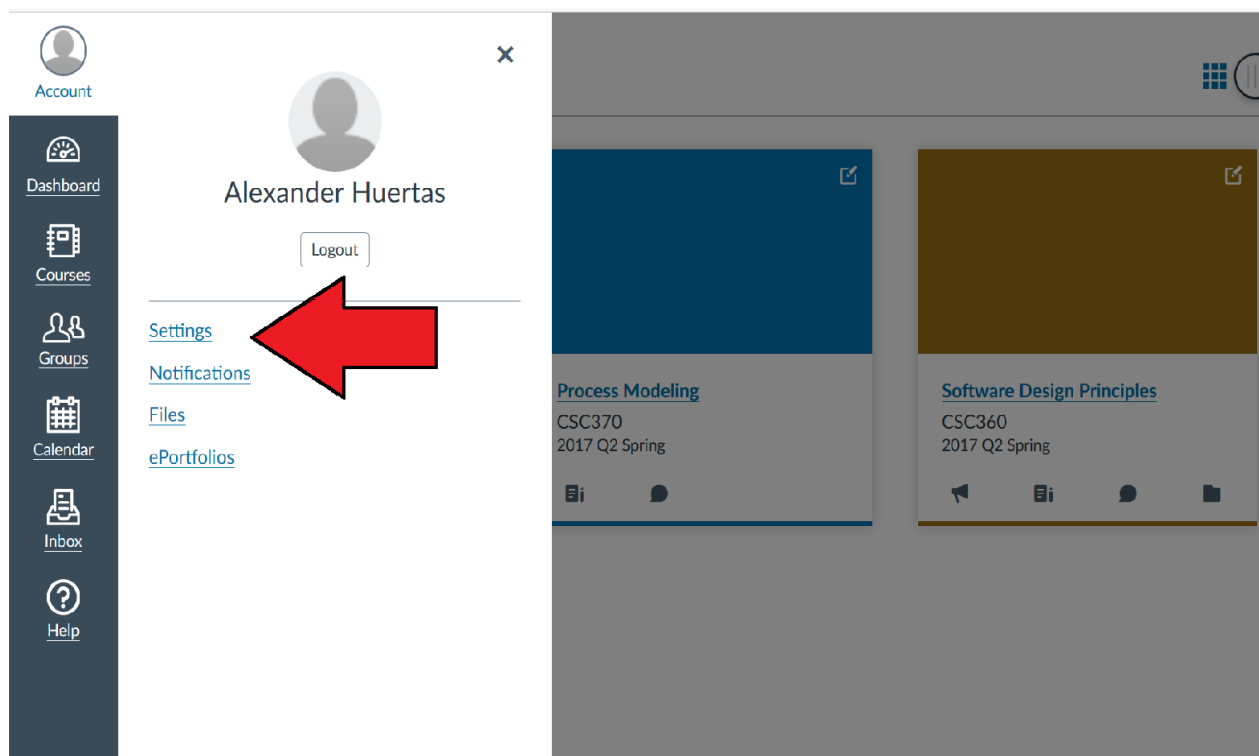 Account
Dashboard
Courses
Groups
Calendar
Inbox
Help
Alexander Huertas
Logout
Settings
Notifications
Files
ePortfolios
Process Modeling
CSC370
2017 Q2 Spring
Software Design Principles
CSC360
2017 Q2 Spring